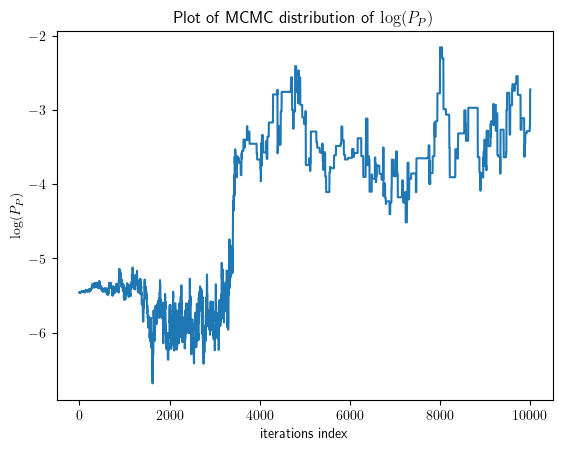 Plot of MCMC distribution of log(P_P)
−2
−3
−4
−5
−6
log(P_P)
0 2000 4000 6000 8000 10000
iterations index